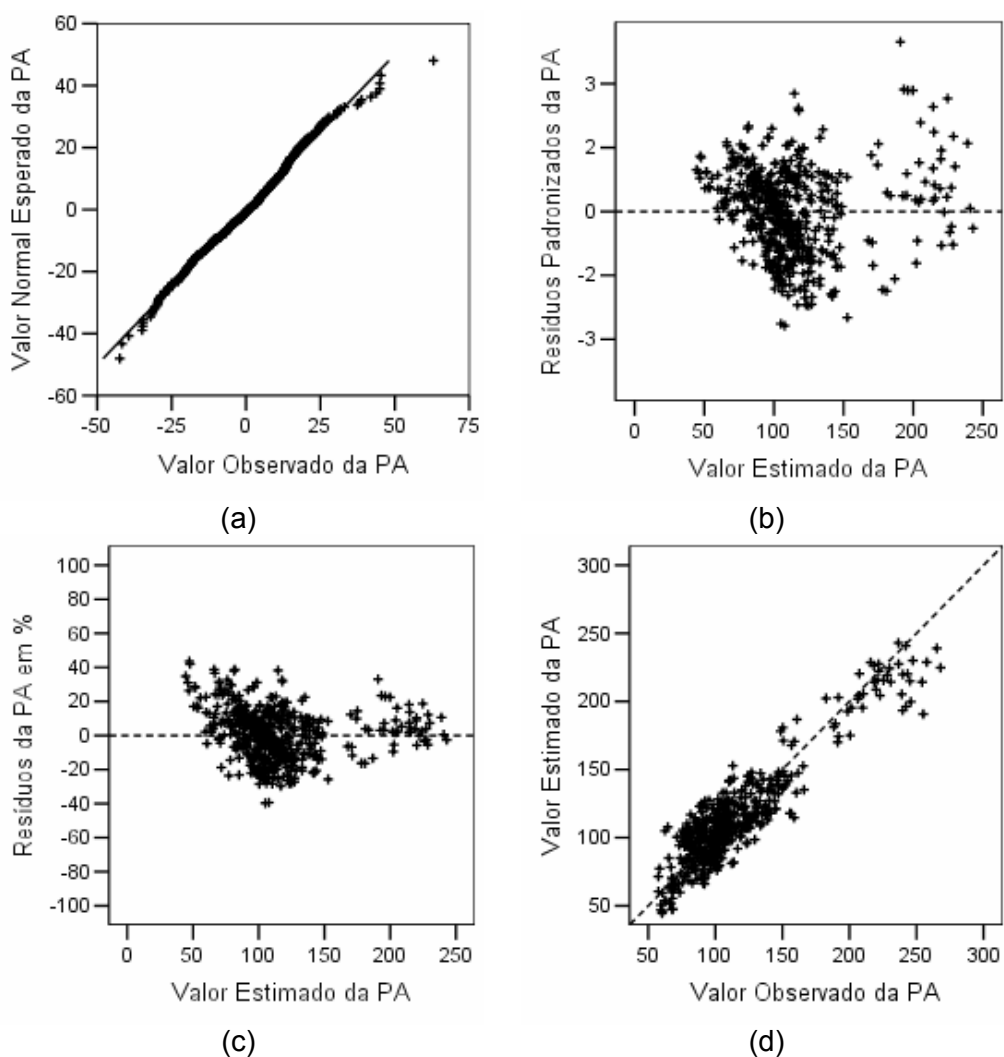 60
40
20
0
-20
-40
-60
-50 -25 0 25 50 75
Valor Normal Esperado da PA
Valor Observado da PA
(a)
3
2
0
-2
-3
0 50 100 150 200 250
Resíduos Padronizados da PA
Valor Estimado da PA
(b)
100
80
60
40
20
0
-20
-40
-60
-80
-100
0 50 100 150 200 250
Resíduos da PA em %
Valor Estimado da PA
(c)
300
250
200
150
100
50
50 100 150 200 250 300
Valor Estimado da PA
Valor Observado da PA
(d)